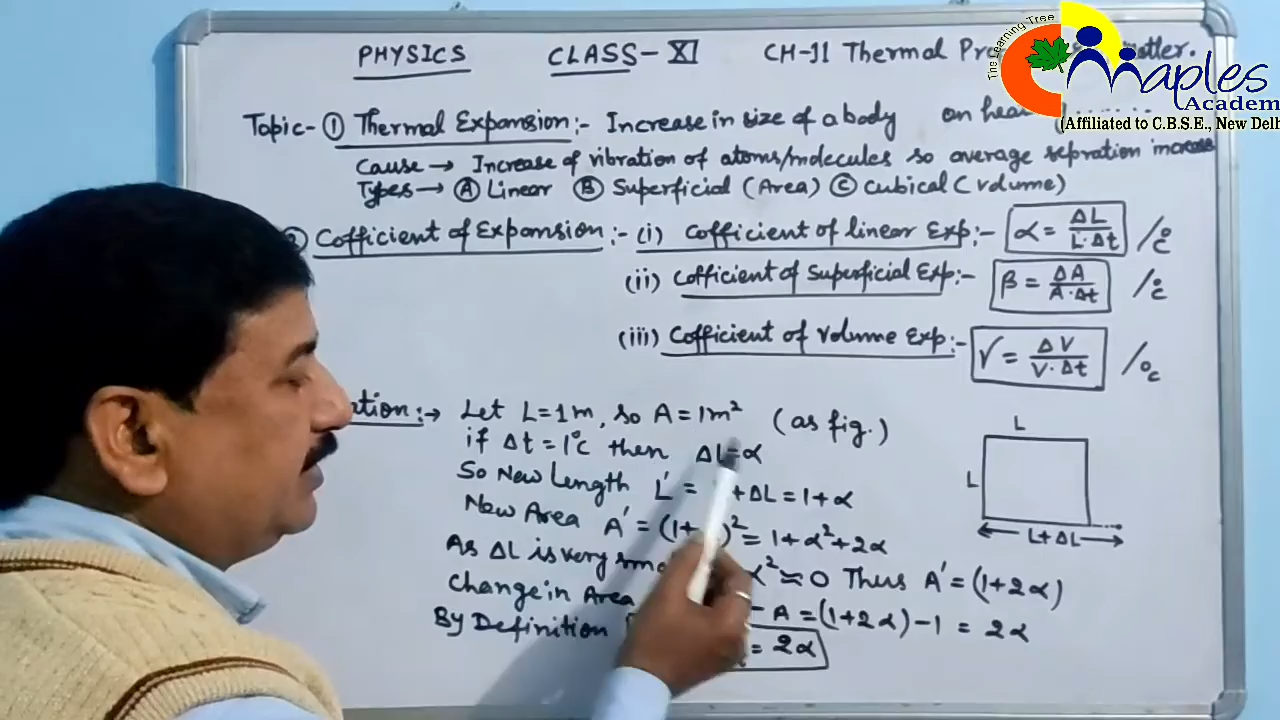 PHYSICS CLASS-XI CH-11 Thermal
The Learning Tree
Maples Academ
(Affiliated to C.B.S.E., New Delh
Topic- ① Thermal Expansion:- Increase in size of a body on
Cause → Increase of vibration of atoms/molecules so average sepration increase
Types → Ⓐ Linear Ⓑ Superficial (Area) Ⓒ Cubical (Volume)
Cofficient of Expansion:- (i) Cofficient of linear Exp:- α = ΔL/L·Δt /°c
(ii) Cofficient of Superficial Exp:- β = ΔA/A·Δt /°c
(iii) Cofficient of Volume Exp:- γ = ΔV/V·Δt /°c
Let L=1m, so A=1m² (as fig.)
if Δt=1°c then ΔL=α
So New Length L' = +ΔL = 1+α
New Area A' = (1+ )² = 1+α²+2α
As ΔL is very α² ≈ 0 Thus A' = (1+2α)
Change in Area - A = (1+2α)-1 = 2α
By Definition = 2α
L
L
L+ΔL